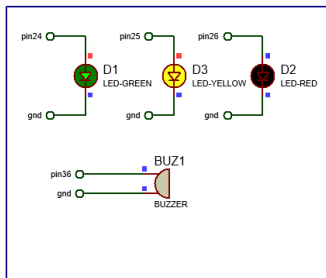 pin24
pin25
pin26
D1
LED-GREEN
D3
LED-YELLOW
D2
LED-RED
gnd
gnd
gnd
BUZ1
pin36
gnd
BUZZER